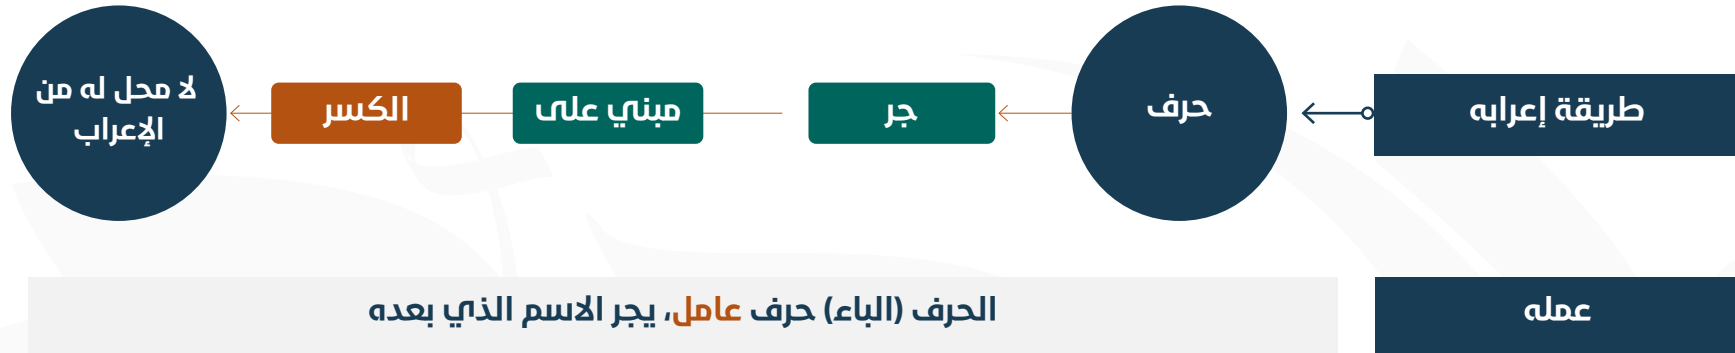 طريقة إعرابه
حرف
جر
مبني على
الكسر
لا محل له من
الإعراب
عمله
الحرف (الباء) حرف عامل، يجر الاسم الذي بعده